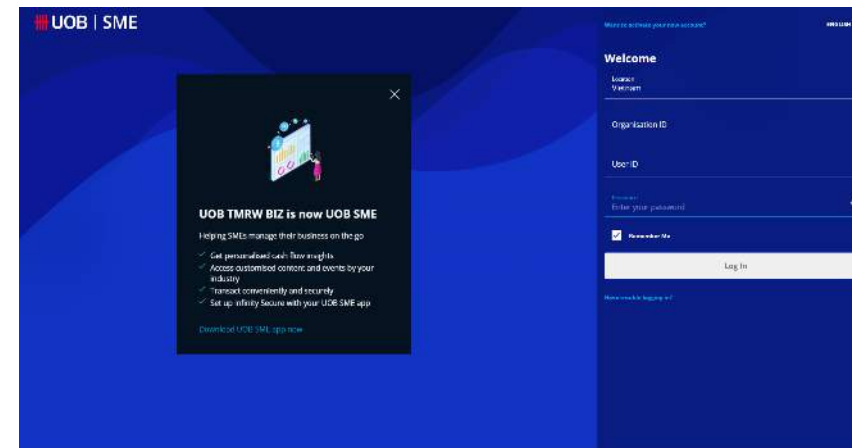 UOB | SME
UOB TMRW BIZ is now UOB SME
Helping SMEs manage their business on the go
Get personalised cash flow insights
Access customised content and events by your
industry
Transact conveniently and securely
Set up Infinity Secure with your UOB SME app
Download UOB SME app now
Want to activate your new account?
ENGLISH
Welcome
Location
Vietnam
Organisation ID
User ID
Password
Enter your password
Remember Me
Log In
Have trouble logging in?